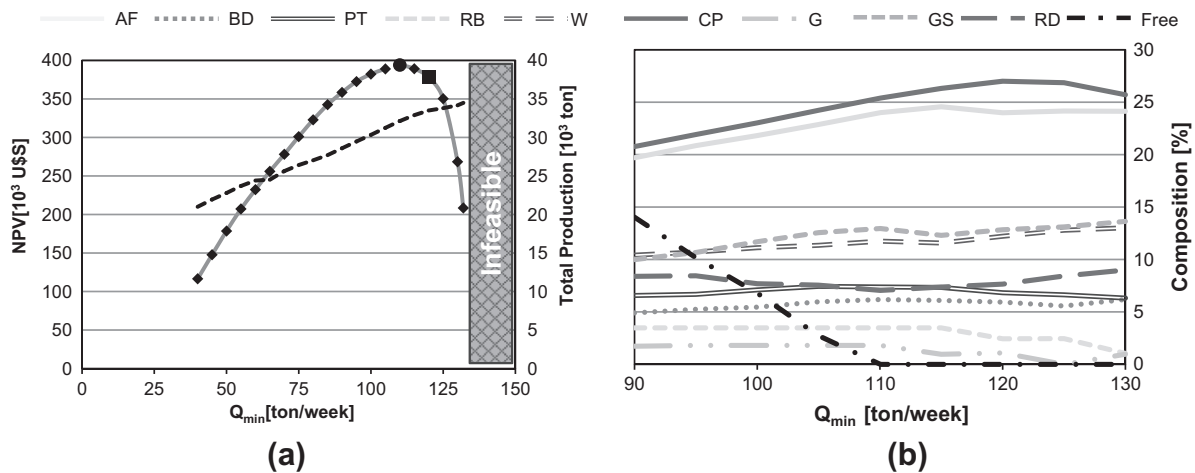 AF BD PT RB W CP G GS RD Free
NPV[10³ U$S]
400
350
300
250
200
150
100
50
0
0 25 50 75 100 125 150
Q_min[ton/week]
40
35
30
25
20
15
10
5
0
Total Production [10³ ton]
Infeasible
(a)
30
25
20
15
10
5
0
Composition [%]
90 100 110 120 130
Q_min [ton/week]
(b)